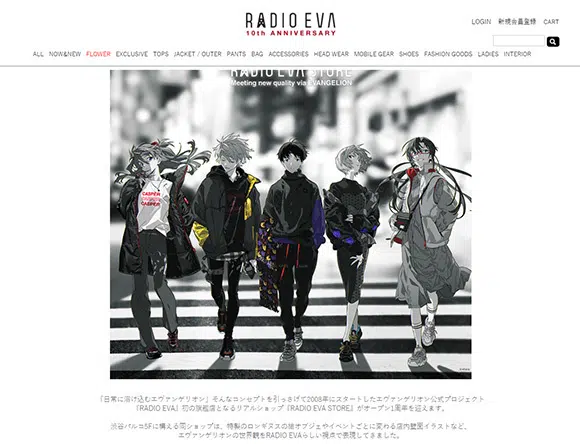 RADIO EVA
10th ANNIVERSARY
LOGIN 新規会員登録 CART
ALL NOW&NEW FLOWER EXCLUSIVE TOPS JACKET / OUTER PANTS BAG ACCESSORIES HEAD WEAR MOBILE GEAR SHOES FASHION GOODS LADIES INTERIOR
RADIO EVA STORE
Meeting new quality via EVANGELION
CASPER
CASPER
「日常に溶け込むエヴァンゲリオン」そんなコンセプトを引っさげて2008年にスタートしたエヴァンゲリオン公式プロジェクト
『RADIO EVA』初の旗艦店となるリアルショップ『RADIO EVA STORE』がオープン1周年を迎えます。
渋谷パルコ5Fに構える同ショップは、特製のロンギヌスの槍オブジェやイベントごとに変わる店内壁面イラストなど、
エヴァンゲリオンの世界観をRADIO EVAらしい視点で表現してきました。